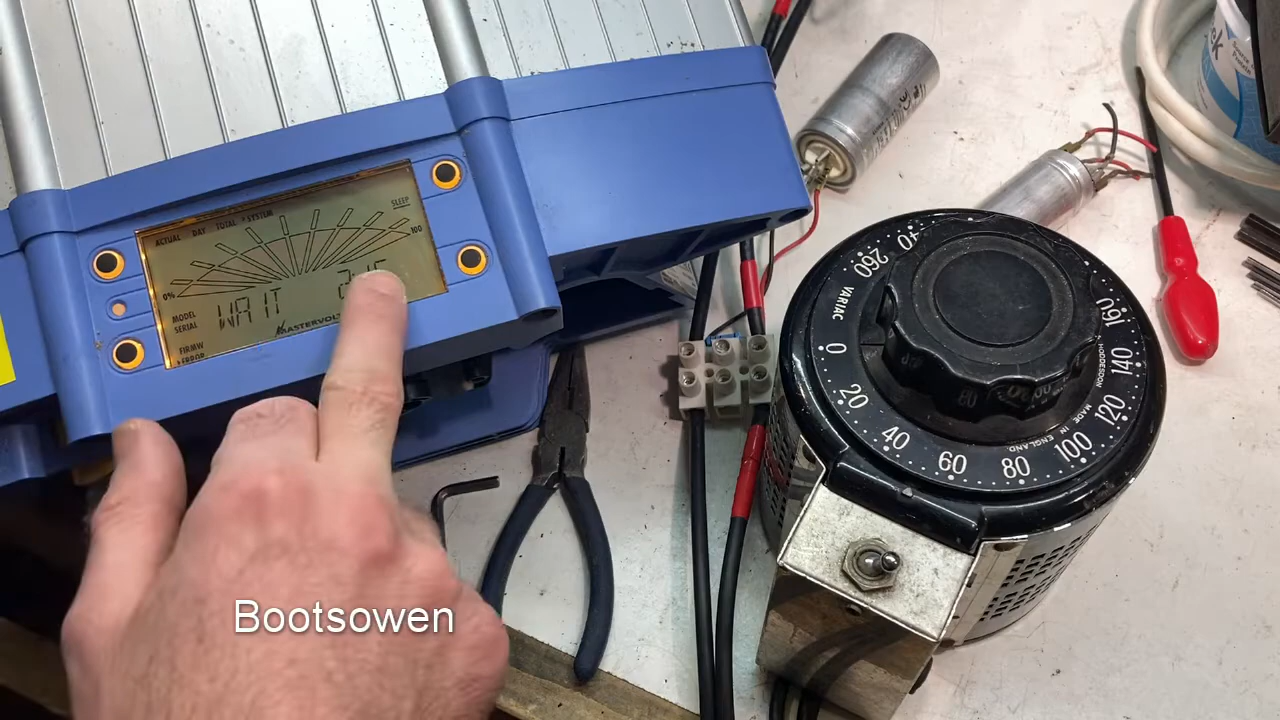 ACTUAL DAY TOTAL SYSTEM
SLEEP
100
0%
MODEL
SERIAL
WAIT
FIRMW
ERROR
VARIAC
0
20
40
60
80
100
120
140
160
260
HODDESDON
MADE IN ENGLAND
Bootsowen